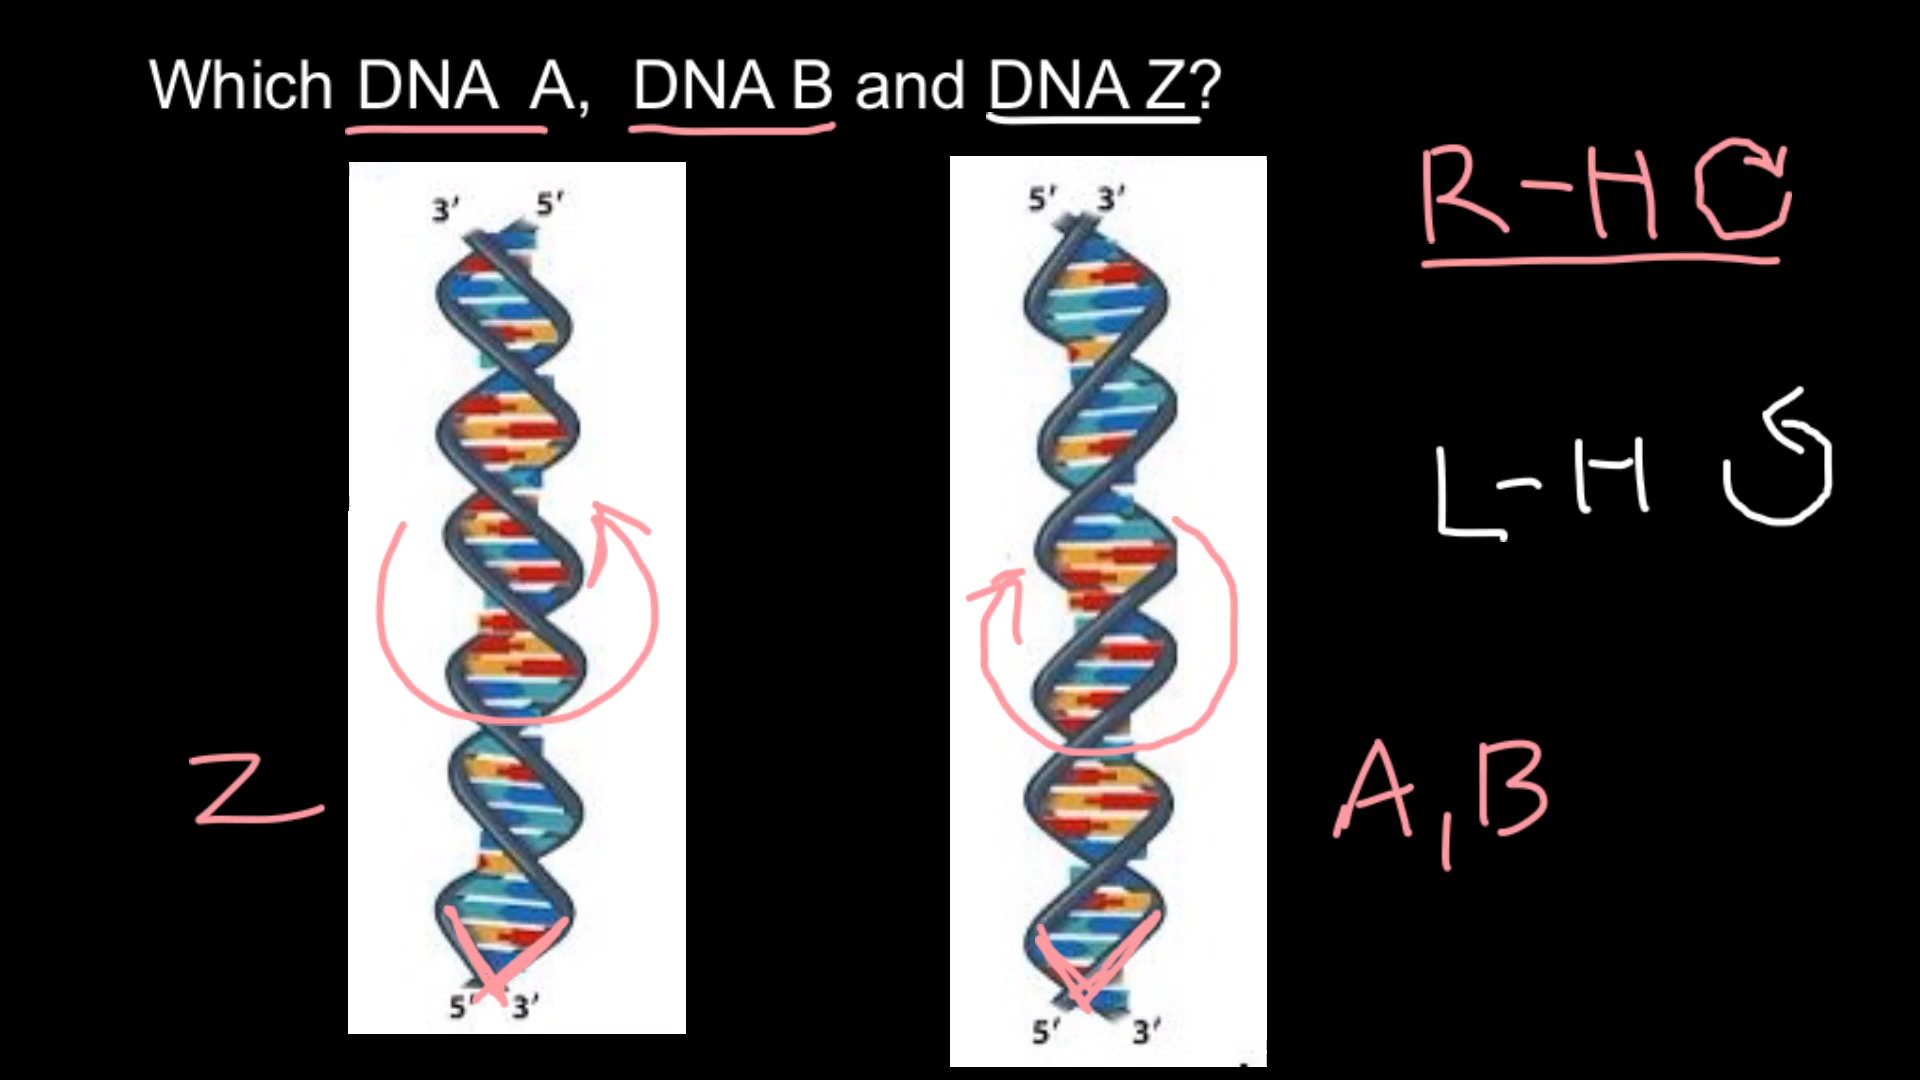 Which DNA A, DNA B and DNA Z?
3′ 5′
5′ 3′
R-H
L-H
Z
A, B
5′ 3′
5′ 3′